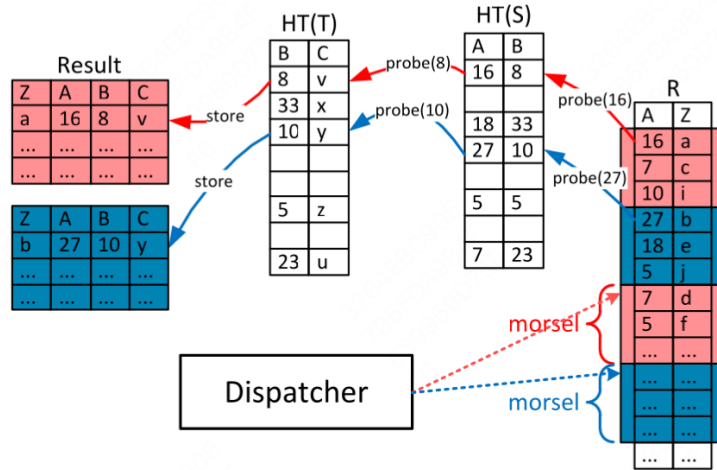 HT(T)
HT(S)
Result
R
B C
8 v
33 x
10 y
5 z
23 u
A B
16 8
18 33
27 10
5 5
7 23
Z A B C
a 16 8 v
... ... ... ...
... ... ... ...
Z A B C
b 27 10 y
... ... ... ...
... ... ... ...
A Z
16 a
7 c
10 i
27 b
18 e
5 j
7 d
5 f
... ...
... ...
... ...
... ...
... ...
store
store
probe(8)
probe(10)
probe(16)
probe(27)
morsel
morsel
Dispatcher